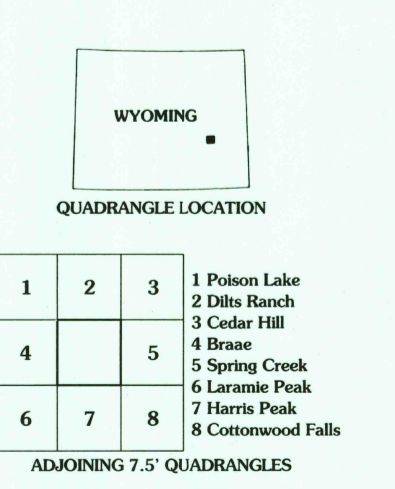 WYOMING
QUADRANGLE LOCATION
1 2 3
4 5
6 7 8
1 Poison Lake
2 Dilts Ranch
3 Cedar Hill
4 Braae
5 Spring Creek
6 Laramie Peak
7 Harris Peak
8 Cottonwood Falls
ADJOINING 7.5' QUADRANGLES